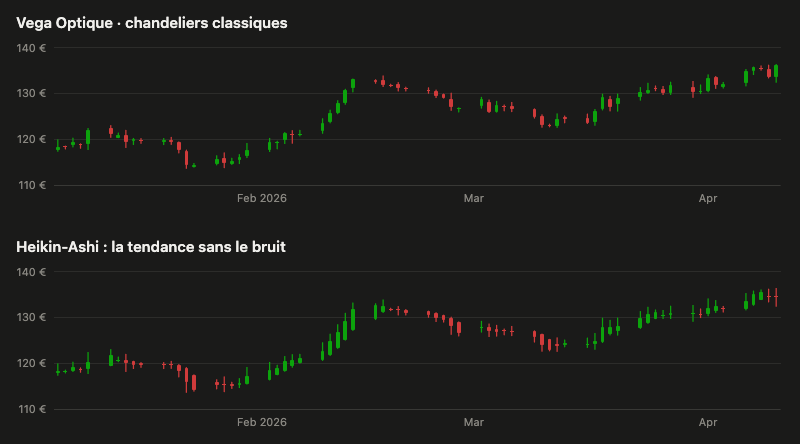 Vega Optique · chandeliers classiques
140 €
130 €
120 €
110 €
Feb 2026
Mar
Apr
Heikin-Ashi : la tendance sans le bruit
140 €
130 €
120 €
110 €
Feb 2026
Mar
Apr